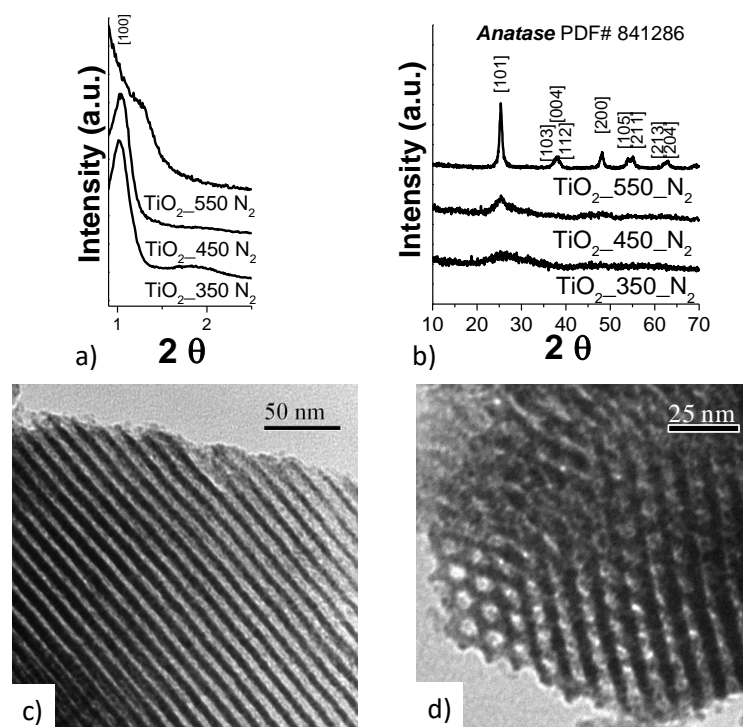 [100]
Intensity (a.u.)
TiO2_550 N2
TiO2_450 N2
TiO2_350 N2
1 2
a) 2 θ
Anatase PDF# 841286
Intensity (a.u.)
[101]
[103]
[004]
[112]
[200]
[105]
[211]
[213]
[204]
TiO2_550_N2
TiO2_450_N2
TiO2_350_N2
10 20 30 40 50 60 70
b) 2 θ
50 nm
c)
25 nm
d)